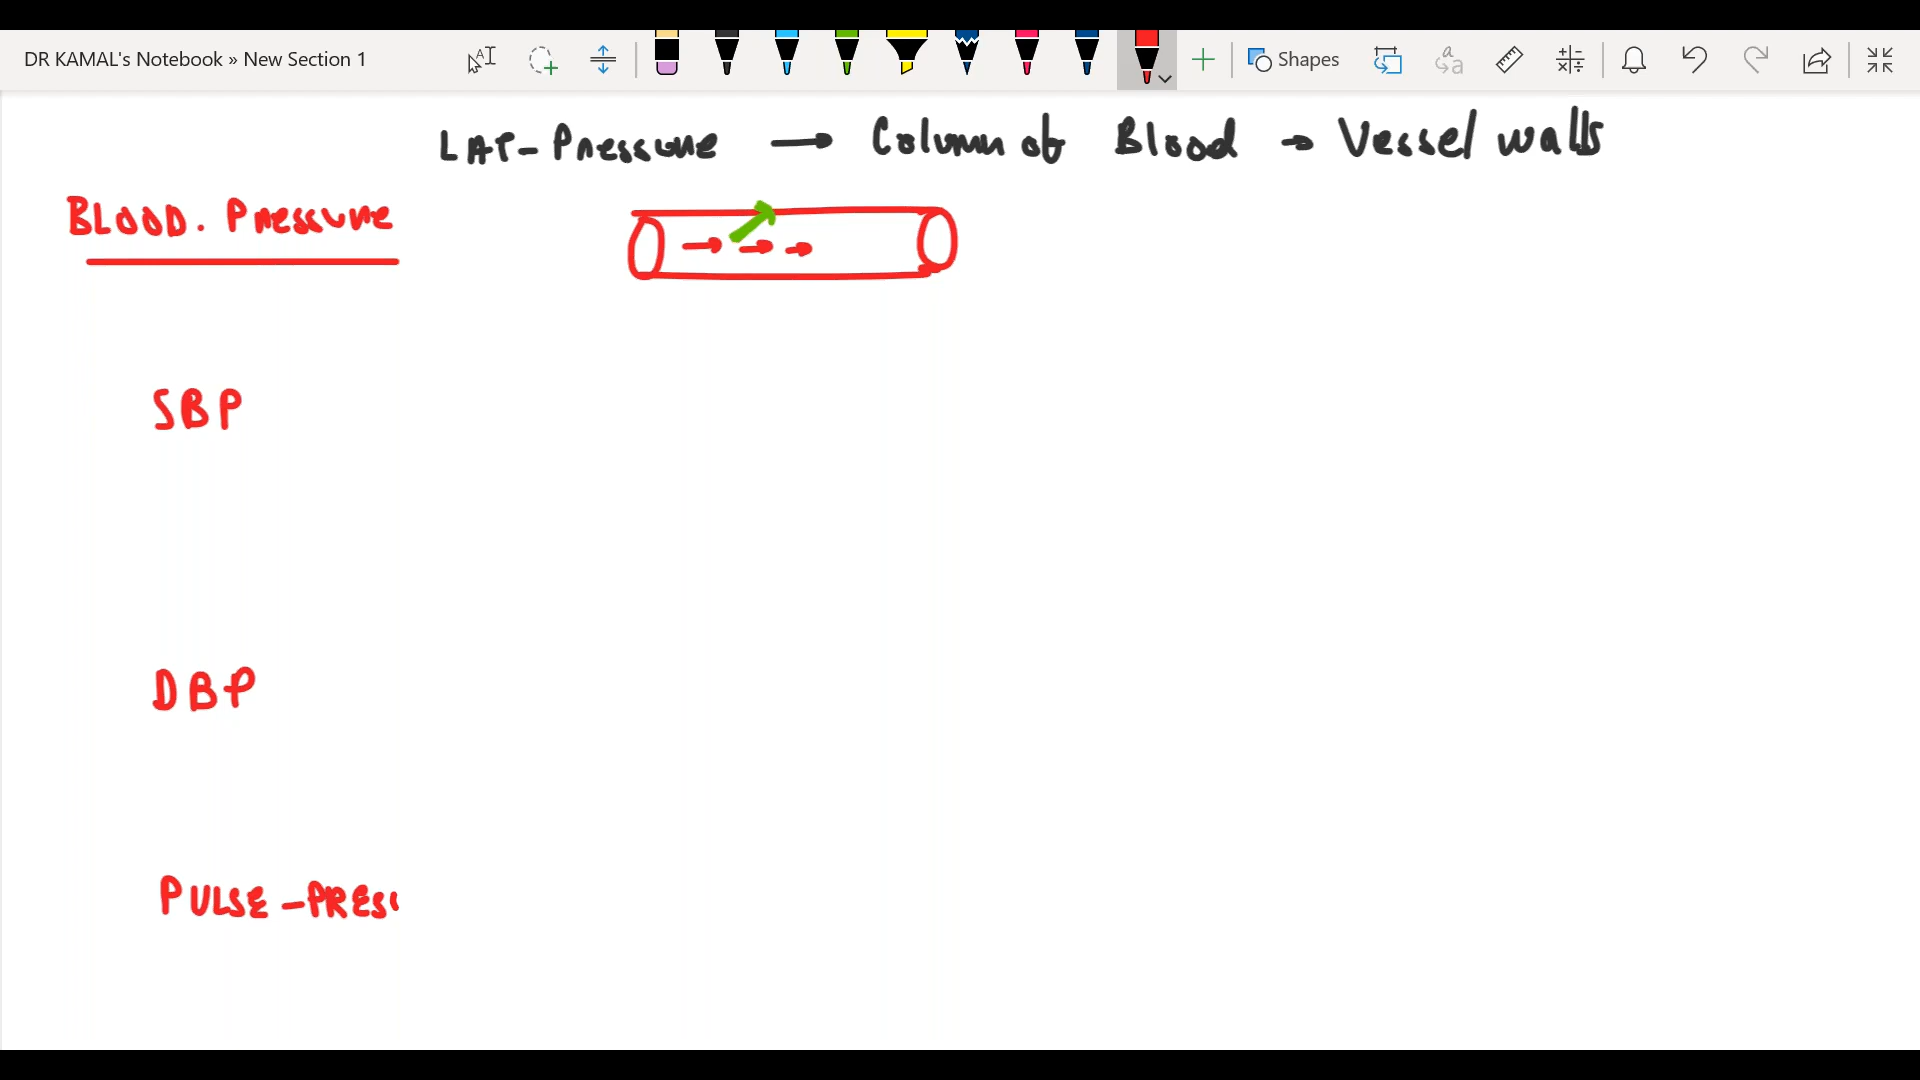 DR KAMAL's Notebook » New Section 1
Shapes
LAT-Pressure → Column of Blood → Vessel walls
BLOOD. Pressure
SBP
DBP
PULSE-PRES